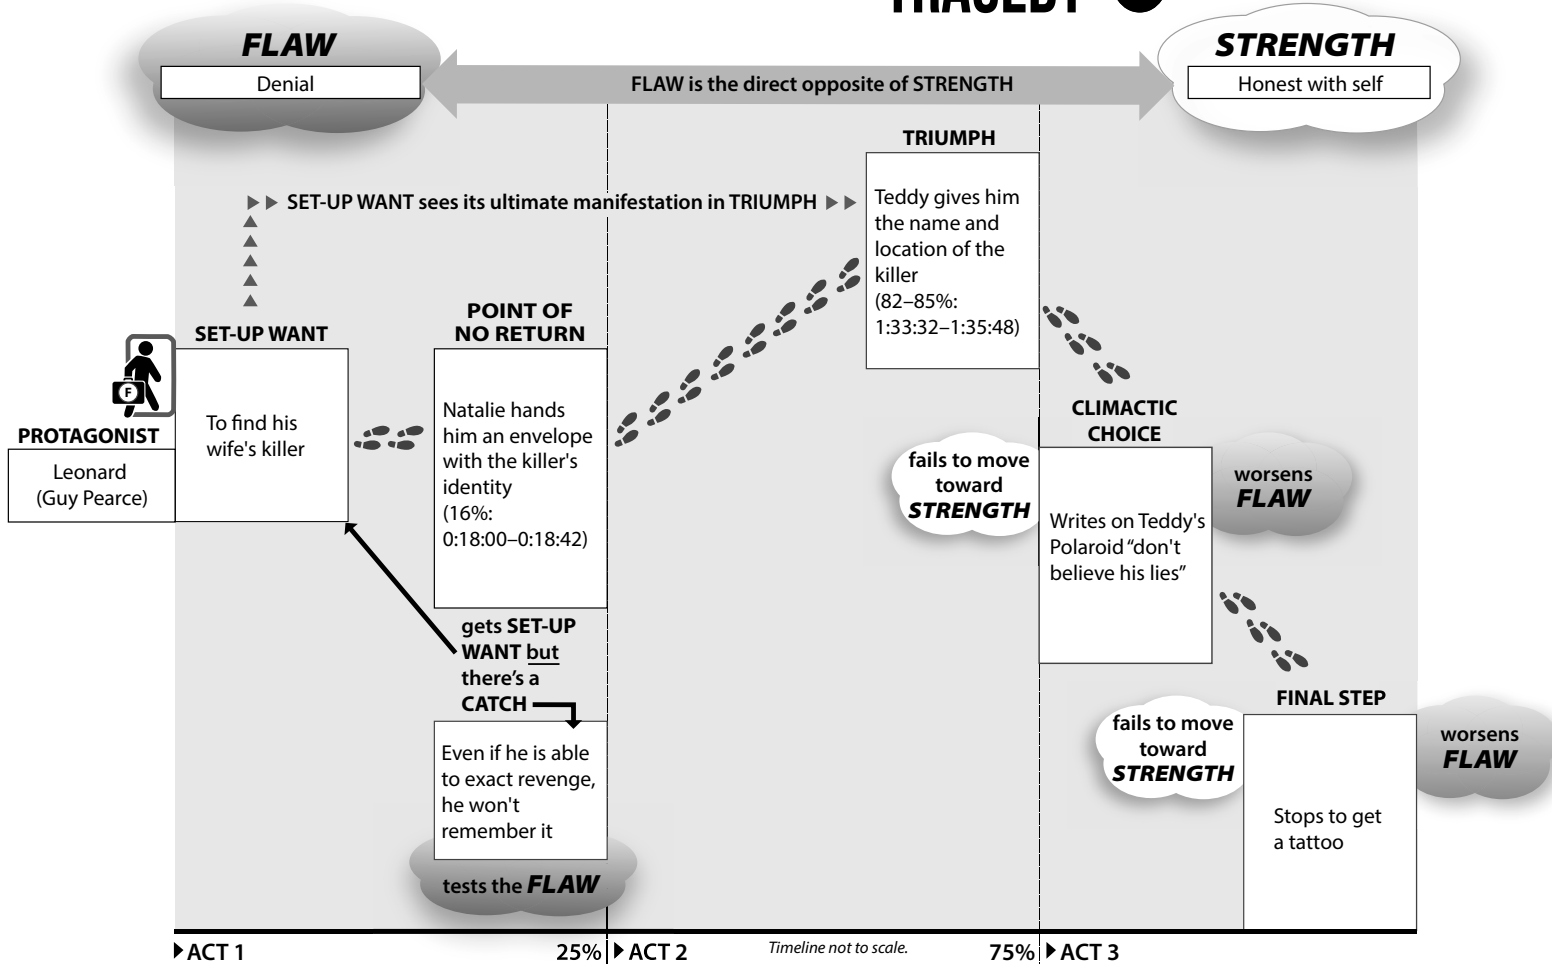 TRAGEDY
FLAW
Denial
FLAW is the direct opposite of STRENGTH
STRENGTH
Honest with self
TRIUMPH
Teddy gives him
the name and
location of the
killer
(82–85%:
1:33:32–1:35:48)
SET-UP WANT sees its ultimate manifestation in TRIUMPH
POINT OF
NO RETURN
Natalie hands
him an envelope
with the killer's
identity
(16%:
0:18:00–0:18:42)
SET-UP WANT
To find his
wife's killer
F
PROTAGONIST
Leonard
(Guy Pearce)
CLIMACTIC
CHOICE
fails to move
toward
STRENGTH
Writes on Teddy's
Polaroid “don't
believe his lies”
worsens
FLAW
gets SET-UP
WANT but
there's a
CATCH
Even if he is able
to exact revenge,
he won't
remember it
tests the FLAW
FINAL STEP
fails to move
toward
STRENGTH
Stops to get
a tattoo
worsens
FLAW
ACT 1
25%
ACT 2
Timeline not to scale.
75%
ACT 3